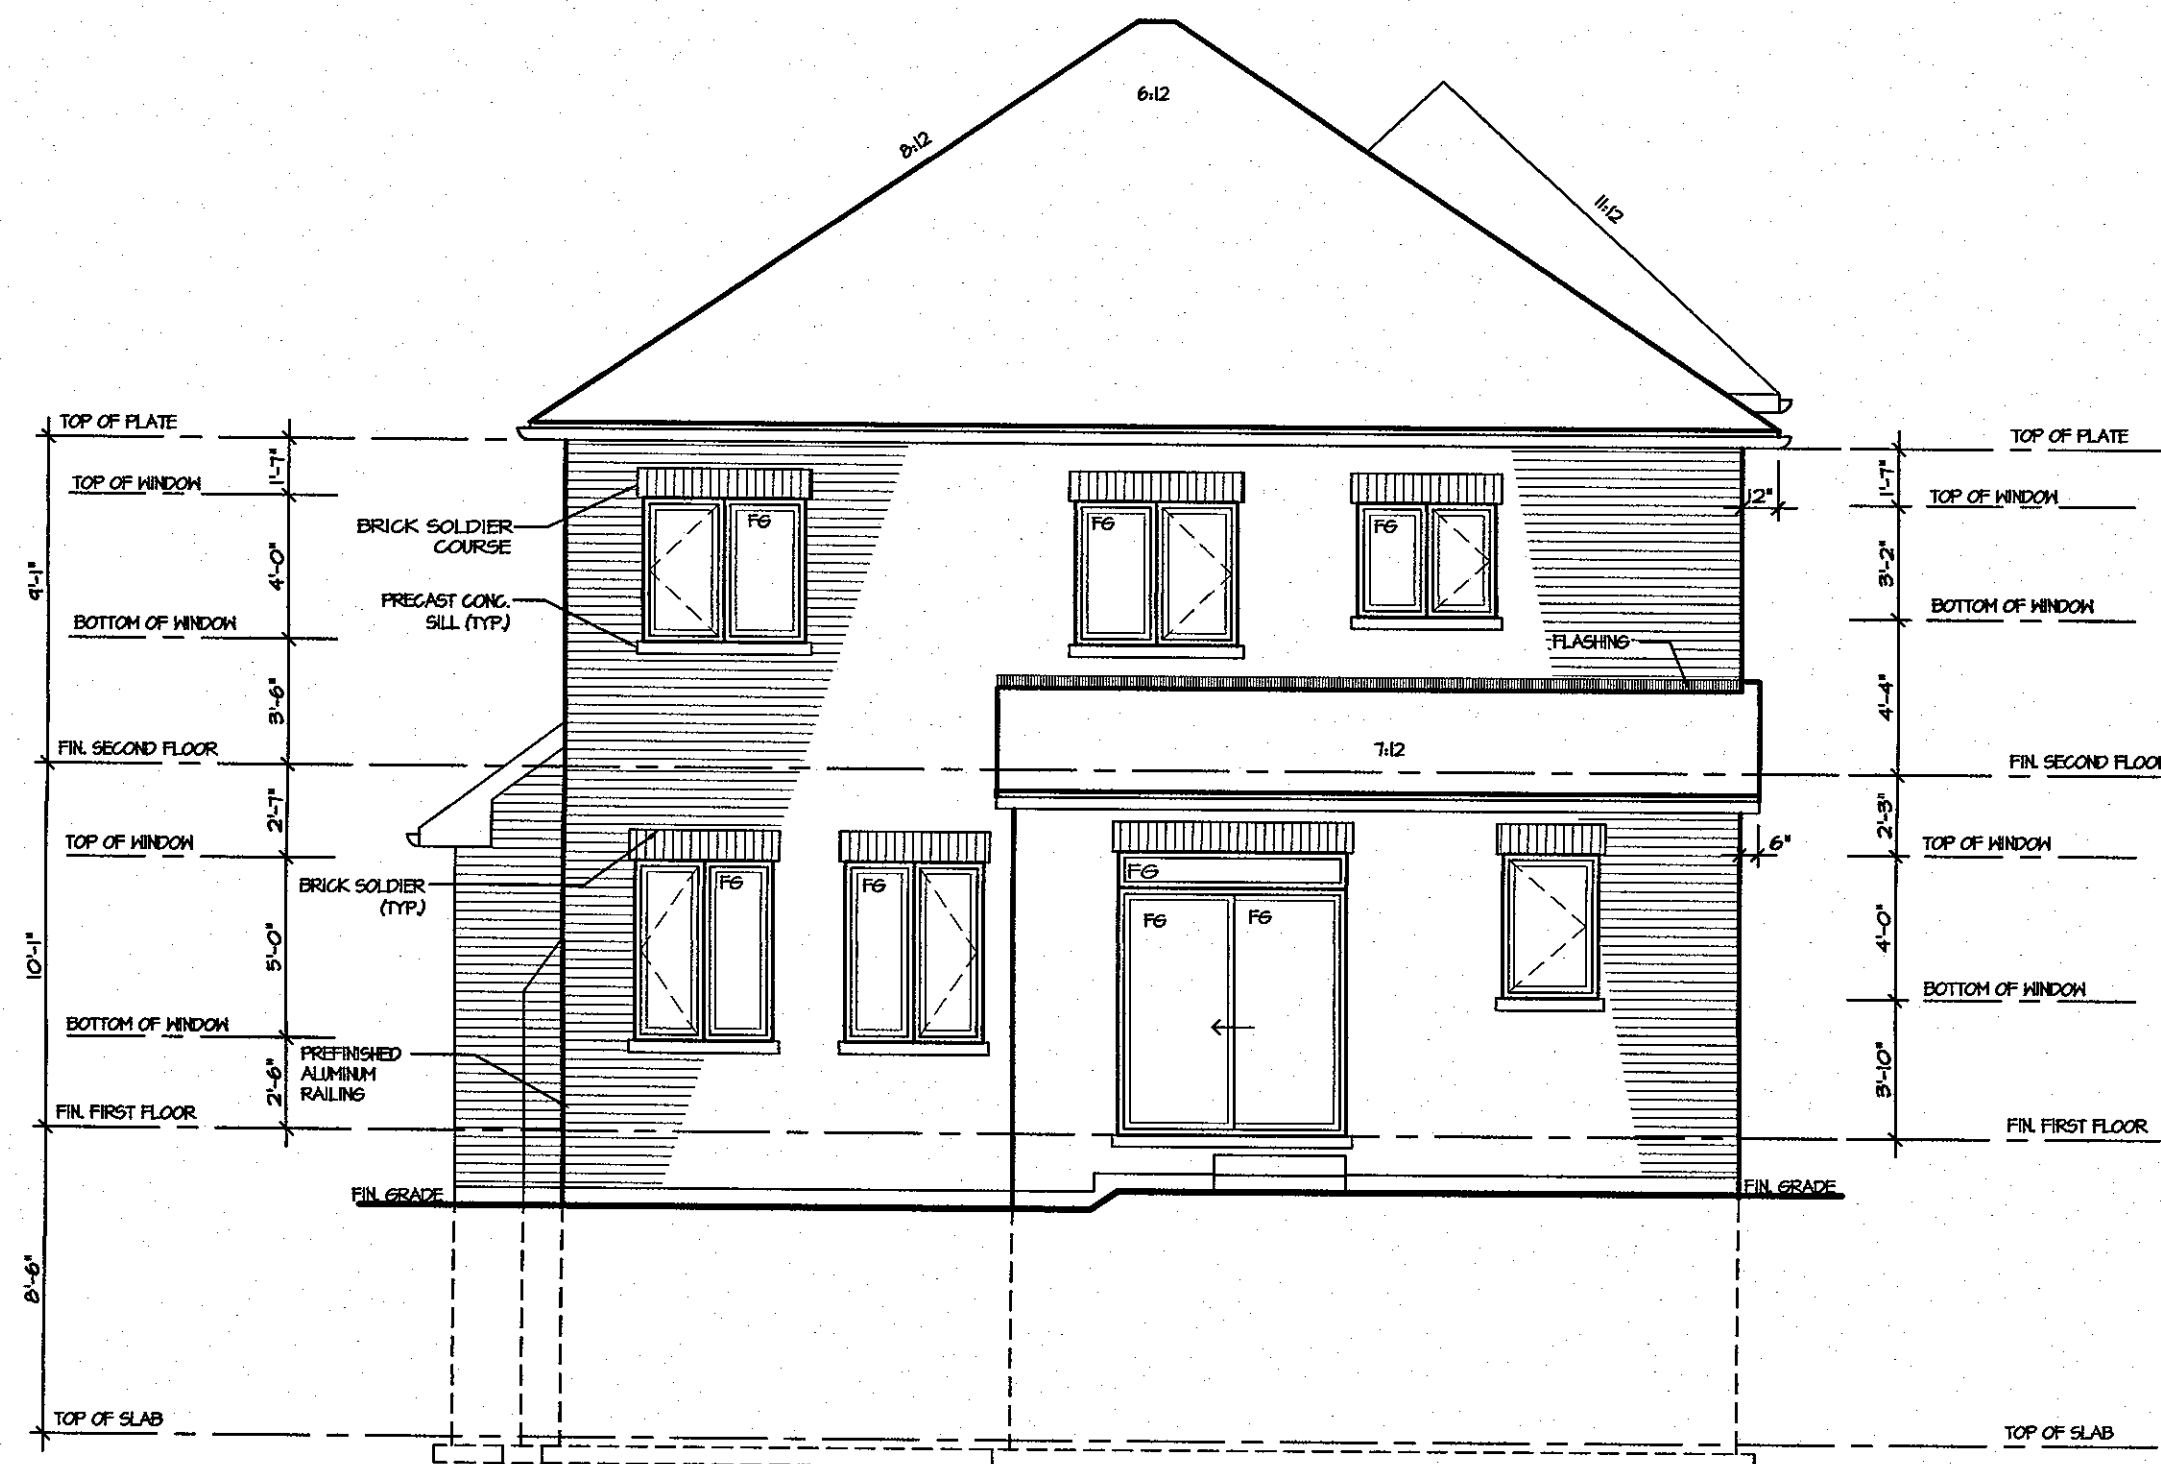 6:12
8:12
11:12
TOP OF PLATE
TOP OF PLATE
1'-7"
1'-7"
TOP OF WINDOW
TOP OF WINDOW
12"
FG
FG
FG
BRICK SOLDIER
COURSE
9'-1"
4'-0"
3'-2"
PRECAST CONC.
SILL (TYP.)
BOTTOM OF WINDOW
BOTTOM OF WINDOW
FLASHING
3'-6"
4'-4"
FIN. SECOND FLOOR
7:12
FIN. SECOND FLOOR
2'-7"
2'-3"
TOP OF WINDOW
6"
TOP OF WINDOW
BRICK SOLDIER
(TYP.)
FG
FG
FG
FG
FG
10'-1"
5'-0"
4'-0"
BOTTOM OF WINDOW
BOTTOM OF WINDOW
PREFINISHED
ALUMINUM
RAILING
2'-6"
3'-10"
FIN. FIRST FLOOR
FIN. FIRST FLOOR
FIN. GRADE
FIN. GRADE
8'-6"
TOP OF SLAB
TOP OF SLAB